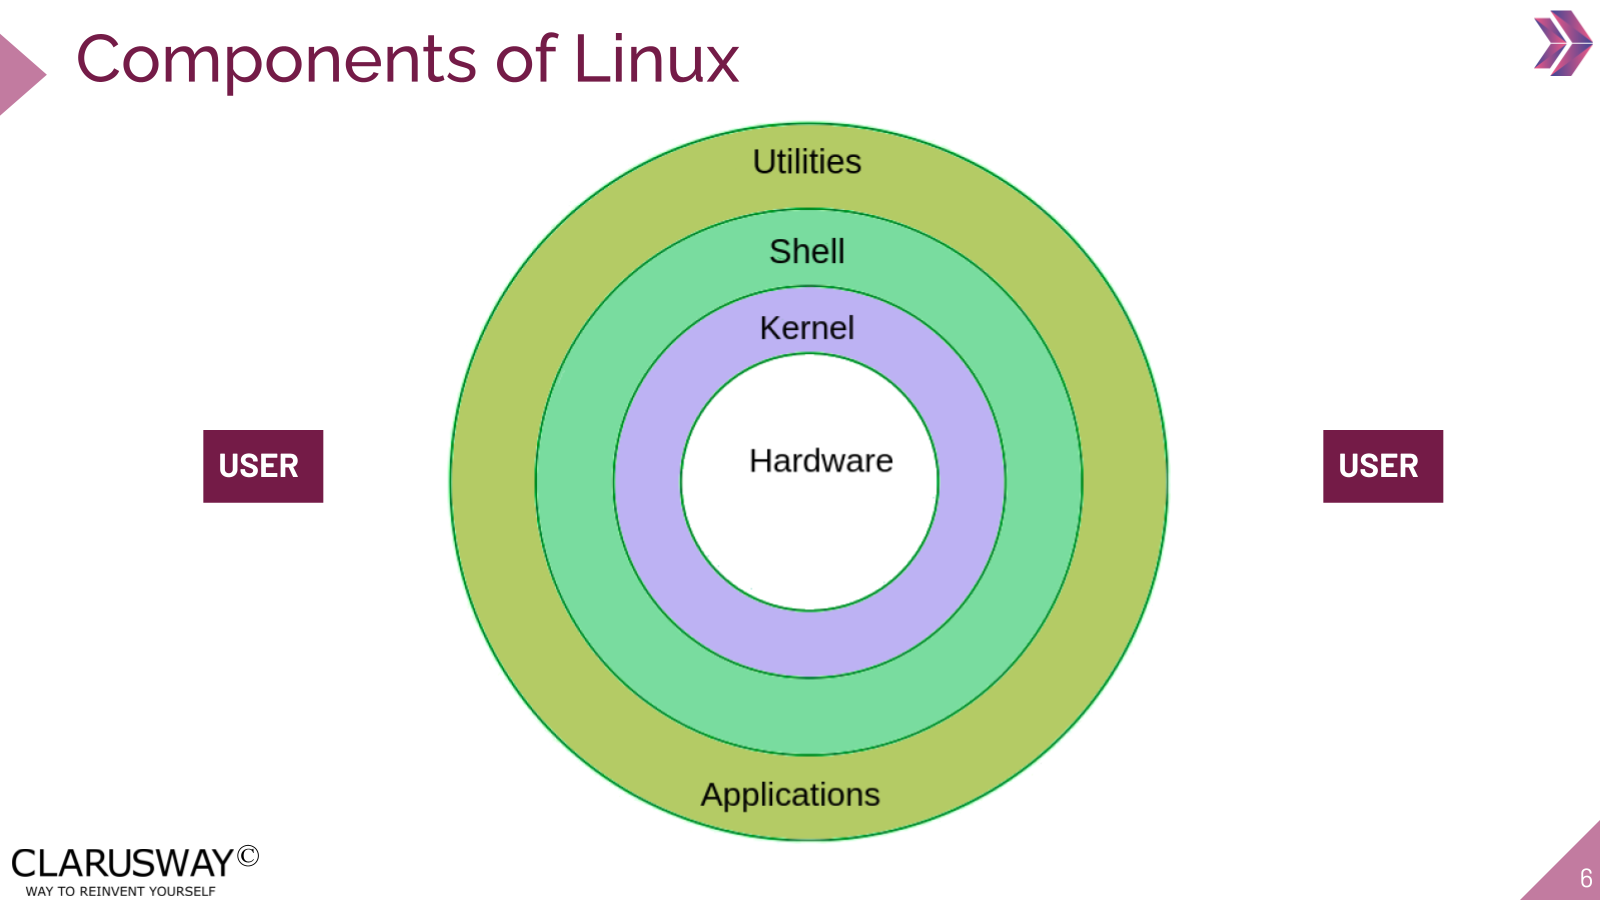 Components of Linux
Utilities
Shell
Kernel
Hardware
USER
USER
Applications
CLARUSWAY©
WAY TO REINVENT YOURSELF
6